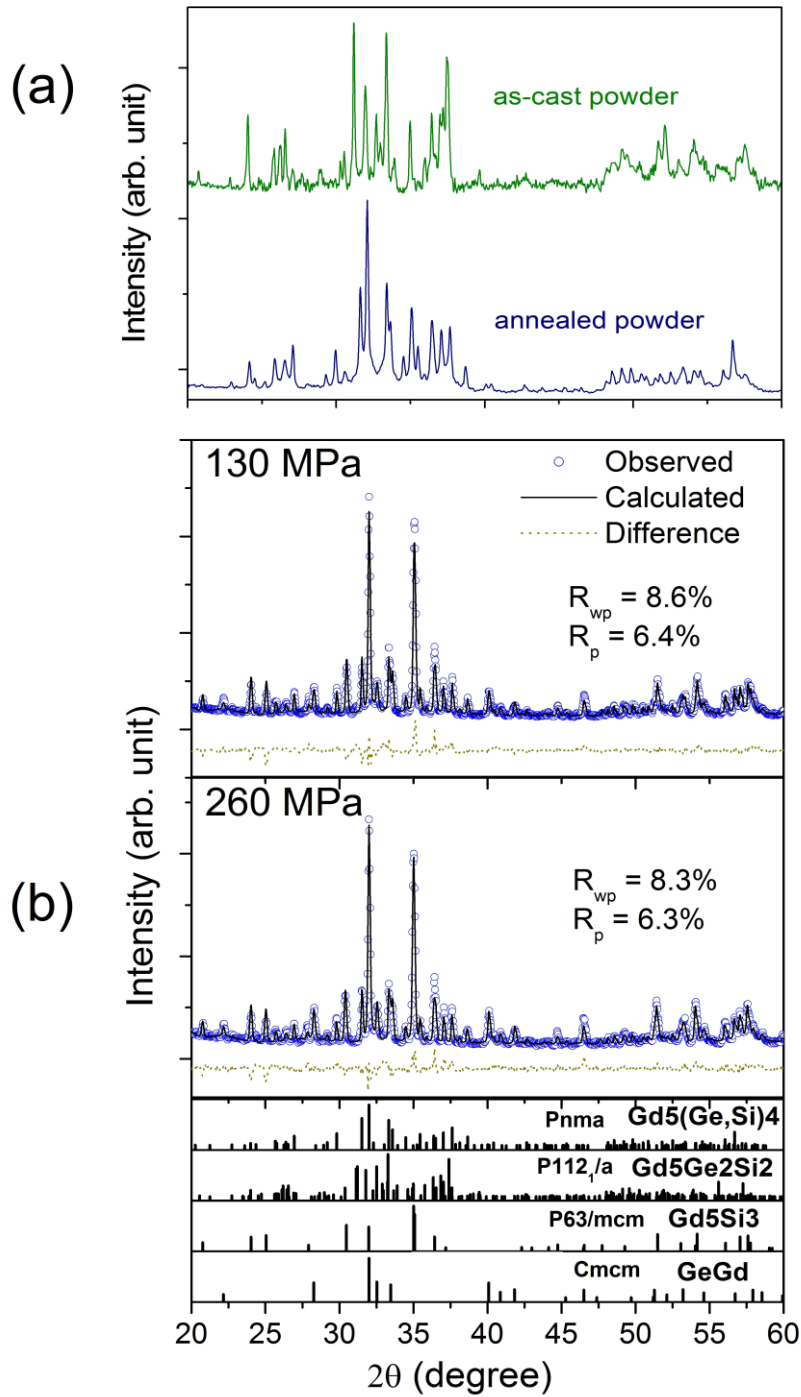 (a)
Intensity (arb. unit)
as-cast powder
annealed powder
(b)
Intensity (arb. unit)
130 MPa
Observed
Calculated
Difference
R_wp = 8.6%
R_p = 6.4%
260 MPa
R_wp = 8.3%
R_p = 6.3%
Pnma Gd5(Ge,Si)4
P112₁/a Gd5Ge2Si2
P63/mcm Gd5Si3
Cmcm GeGd
20 25 30 35 40 45 50 55 60
2θ (degree)